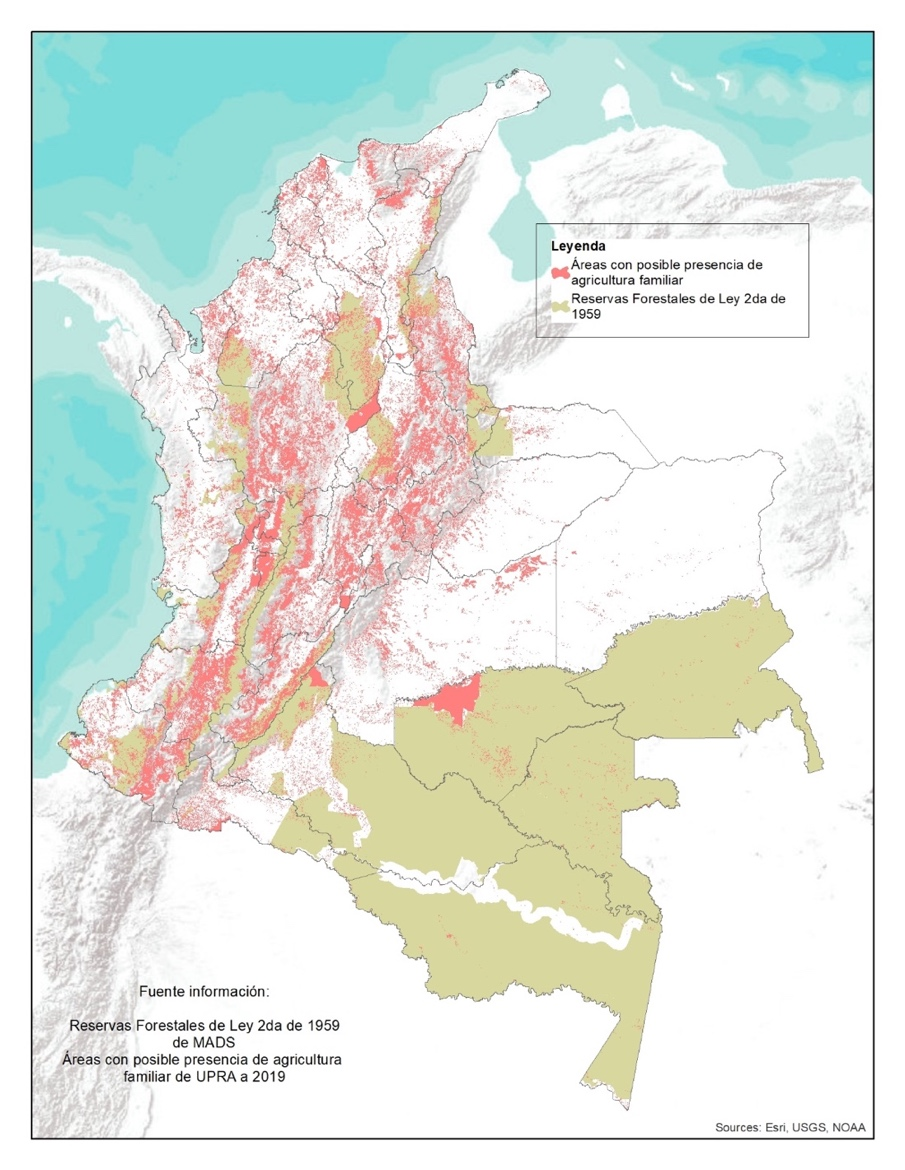 Leyenda
Áreas con posible presencia de
agricultura familiar
Reservas Forestales de Ley 2da de
1959
Fuente información:
Reservas Forestales de Ley 2da de 1959
de MADS
Áreas con posible presencia de agricultura
familiar de UPRA a 2019
Sources: Esri, USGS, NOAA